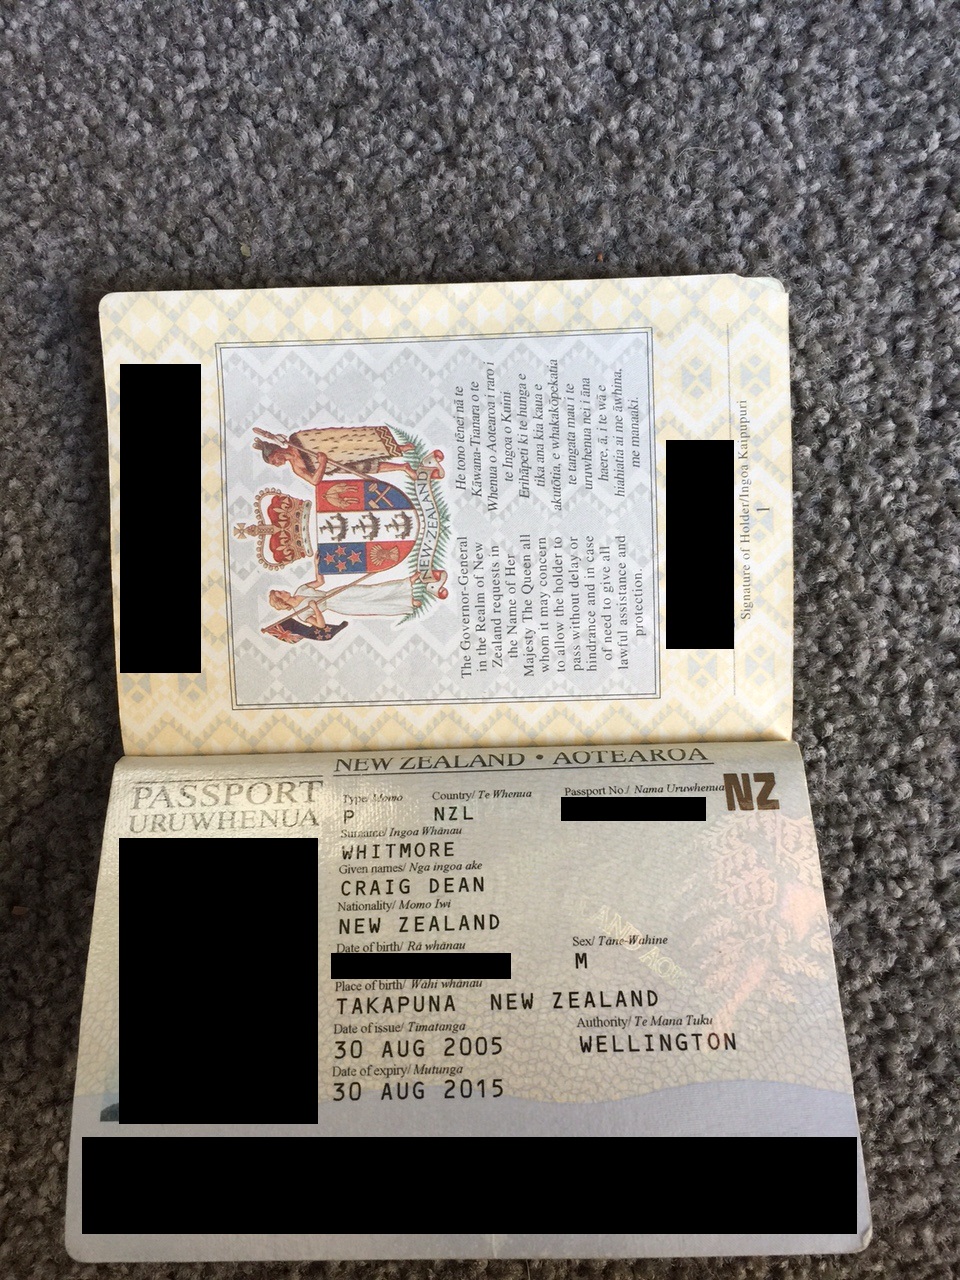 NEW ZEALAND
The Governor-General
in the Realm of New
Zealand requests in
the Name of Her
Majesty The Queen all
whom it may concern
to allow the holder to
pass without delay or
hindrance and in case
of need to give all
lawful assistance and
protection.
He tono tēnei nā te
Kāwana-Tianara o te
Whenua o Aotearoa i raro i
te Ingoa o Kuini
Erihāpeti ki te hunga e
tika ana kia kaua e
akutōtia, e whakakōpekatia
te tangata mau i te
uruwhenua nei i āna
haere, ā, i te wā e
hiahiatia ai me āwhina,
me manaaki.
Signature of Holder/Ingoa Kaipupuri
1
NEW ZEALAND • AOTEAROA
PASSPORT
URUWHENUA
Type/ Momo Country/ Te Whenua Passport No./ Nama Uruwhenua
NZ
P NZL
Surname/ Ingoa Whānau
WHITMORE
Given names/ Nga ingoa ake
CRAIG DEAN
Nationality/ Momo Iwi
NEW ZEALAND
Date of birth/ Rā whānau Sex/ Tāne-Wahine
M
Place of birth/ Wāhi whānau
TAKAPUNA NEW ZEALAND
Date of issue/ Timatanga Authority/ Te Mana Tuku
30 AUG 2005 WELLINGTON
Date of expiry/ Mutunga
30 AUG 2015